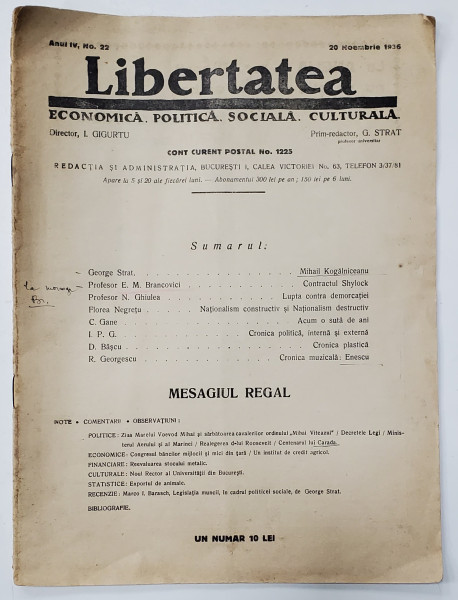 Anul IV, No. 22 20 Noembrie 1936
Libertatea
ECONOMICĂ. POLITICĂ. SOCIALĂ. CULTURALĂ.
Director, I. GIGURTU Prim-redactor, G. STRAT
profesor universitar
CONT CURENT POSTAL No. 1225
REDACȚIA ȘI ADMINISTRAȚIA, BUCUREȘTI I, CALEA VICTORIEI No. 63, TELEFON 3/37/81
Apare la 5 și 20 ale fiecărei luni. — Abonamentul 300 lei pe an; 150 lei pe 6 luni.
Sumarul:
George Strat. . . . . Mihail Kogălniceanu
Profesor E. M. Brancovici . . . . . Contractul Shylock
Profesor N. Ghiulea . . . . . Lupta contra democrației
Florea Negrețu . . . . . Naționalism constructiv și Naționalism destructiv
C. Gane . . . . . Acum o sută de ani
I. P. G. . . . . . Cronica politică, internă și externă
D. Bâșcu . . . . . Cronica plastică
R. Georgescu . . . . . Cronica muzicală: Enescu
MESAGIUL REGAL
NOTE • COMENTARII • OBSERVAȚIUNI:
POLITICE: Ziua Marelui Voevod Mihai și sărbătoarea cavalerilor ordinului „Mihai Viteazul" / Decretele Legi / Minis-
terul Aerului și al Marinei / Realegerea d-lui Roosevelt / Centenarul lui Carada.
ECONOMICE: Congresul băncilor mijlocii și mici din țară / Un institut de credit agricol.
FINANCIARE: Reevaluarea stocului metalic.
CULTURALE: Noul Rector al Universității din București.
STATISTICE: Exportul de animale.
RECENZIE: Marco I. Barasch, Legislația muncii, în cadrul politicei sociale, de George Strat.
BIBLIOGRAFIE.
UN NUMAR 10 LEI